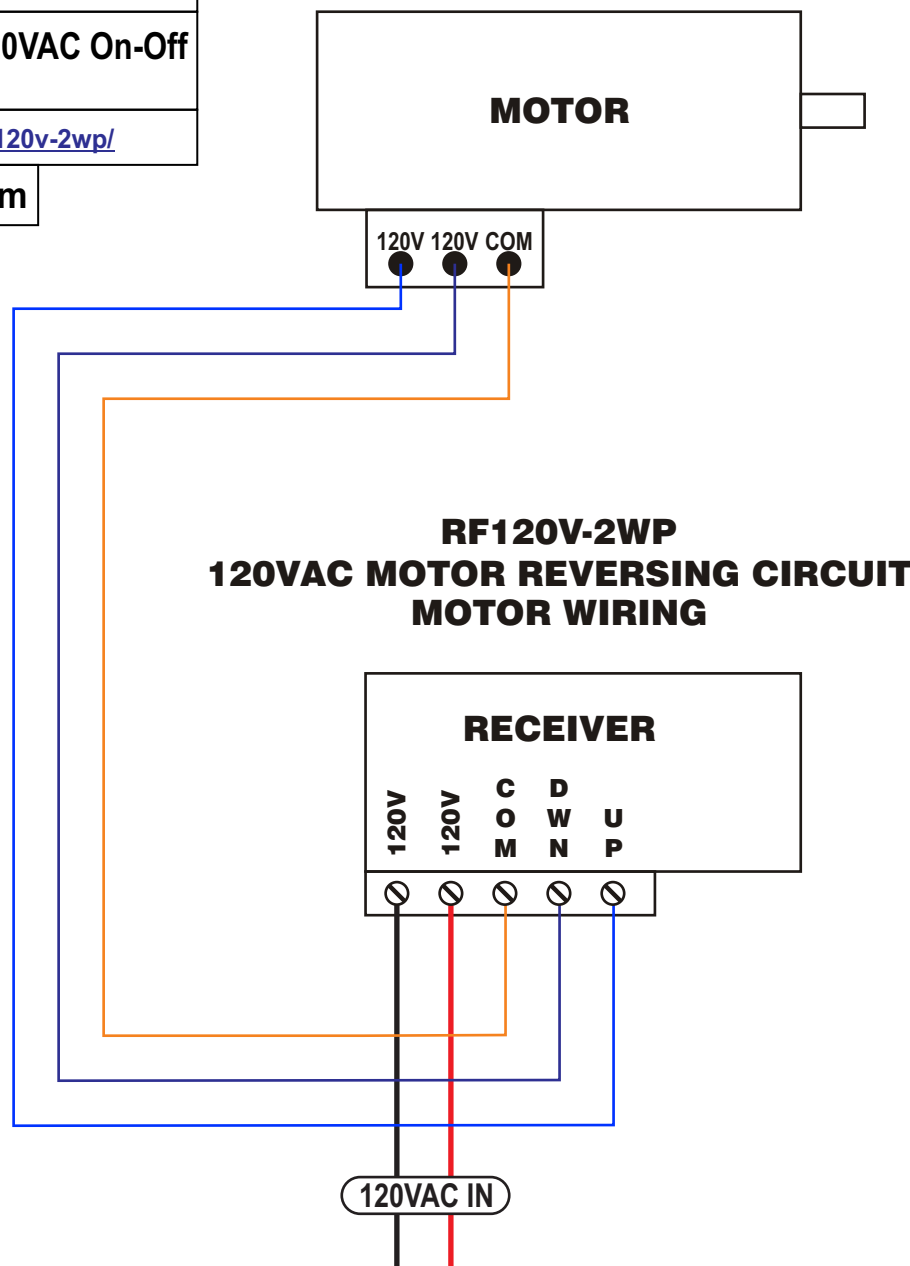 0VAC On-Off
120v-2wp/
m
MOTOR
120V 120V COM
RF120V-2WP
120VAC MOTOR REVERSING CIRCUIT
MOTOR WIRING
RECEIVER
120V
120V
COM
DWN
UP
120VAC IN